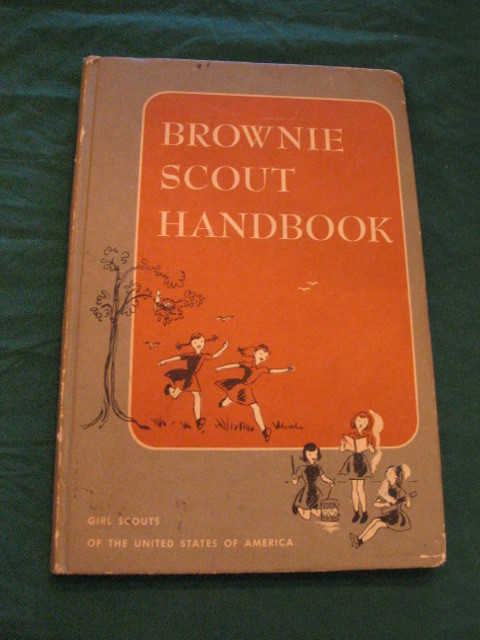 BROWNIE
SCOUT
HANDBOOK
GIRL SCOUTS
OF THE UNITED STATES OF AMERICA